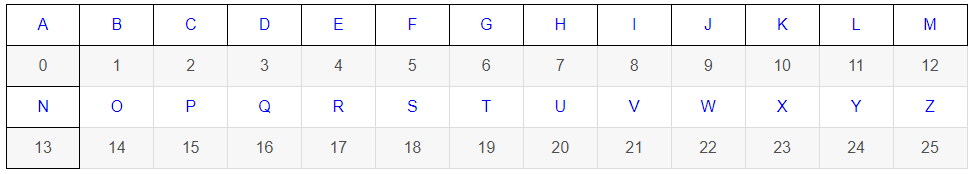 A B C D E F G H I J K L M
0 1 2 3 4 5 6 7 8 9 10 11 12
N O P Q R S T U V W X Y Z
13 14 15 16 17 18 19 20 21 22 23 24 25